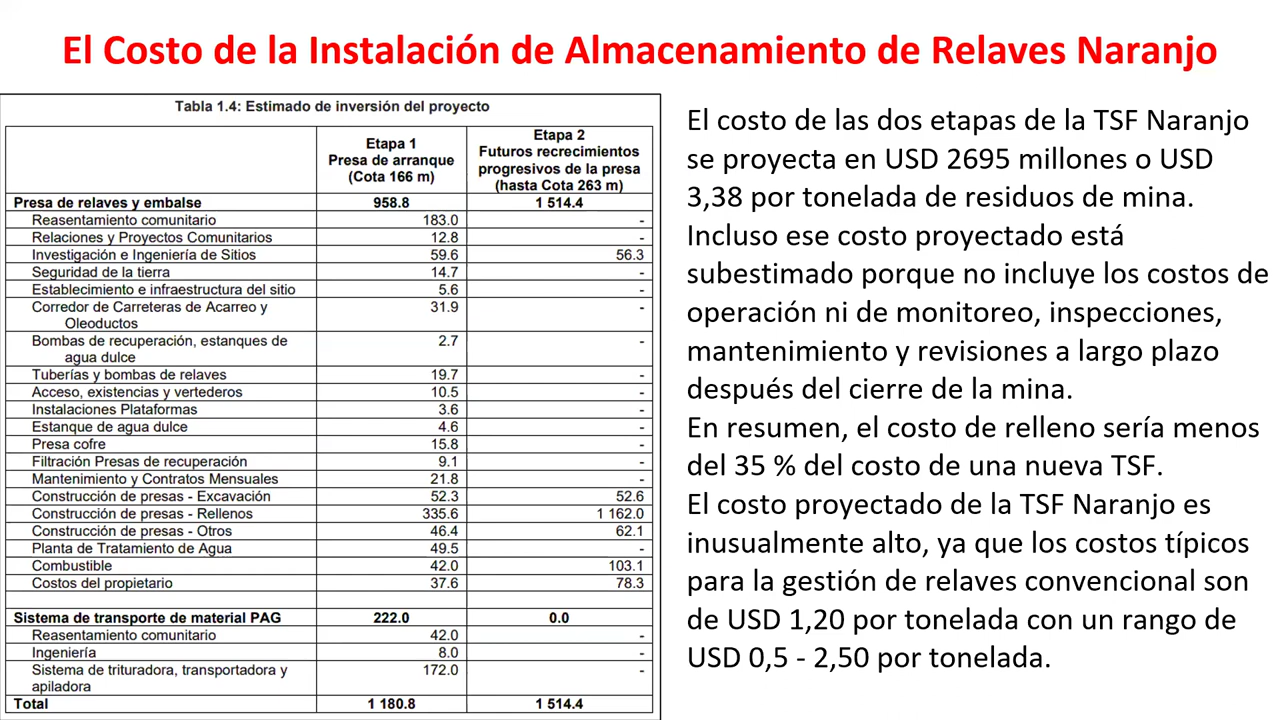 El Costo de la Instalación de Almacenamiento de Relaves Naranjo
Tabla 1.4: Estimado de inversión del proyecto
Etapa 1
Presa de arranque
(Cota 166 m)
Etapa 2
Futuros recrecimientos
progresivos de la presa
(hasta Cota 263 m)
Presa de relaves y embalse 958.8 1 514.4
Reasentamiento comunitario 183.0 -
Relaciones y Proyectos Comunitarios 12.8 -
Investigación e Ingeniería de Sitios 59.6 56.3
Seguridad de la tierra 14.7 -
Establecimiento e infraestructura del sitio 5.6 -
Corredor de Carreteras de Acarreo y 31.9 -
Oleoductos
Bombas de recuperación, estanques de 2.7 -
agua dulce
Tuberías y bombas de relaves 19.7 -
Acceso, existencias y vertederos 10.5 -
Instalaciones Plataformas 3.6 -
Estanque de agua dulce 4.6 -
Presa cofre 15.8 -
Filtración Presas de recuperación 9.1 -
Mantenimiento y Contratos Mensuales 21.8 -
Construcción de presas - Excavación 52.3 52.6
Construcción de presas - Rellenos 335.6 1 162.0
Construcción de presas - Otros 46.4 62.1
Planta de Tratamiento de Agua 49.5 -
Combustible 42.0 103.1
Costos del propietario 37.6 78.3
Sistema de transporte de material PAG 222.0 0.0
Reasentamiento comunitario 42.0 -
Ingeniería 8.0 -
Sistema de trituradora, transportadora y 172.0 -
apiladora
Total 1 180.8 1 514.4
El costo de las dos etapas de la TSF Naranjo
se proyecta en USD 2695 millones o USD
3,38 por tonelada de residuos de mina.
Incluso ese costo proyectado está
subestimado porque no incluye los costos de
operación ni de monitoreo, inspecciones,
mantenimiento y revisiones a largo plazo
después del cierre de la mina.
En resumen, el costo de relleno sería menos
del 35 % del costo de una nueva TSF.
El costo proyectado de la TSF Naranjo es
inusualmente alto, ya que los costos típicos
para la gestión de relaves convencional son
de USD 1,20 por tonelada con un rango de
USD 0,5 - 2,50 por tonelada.